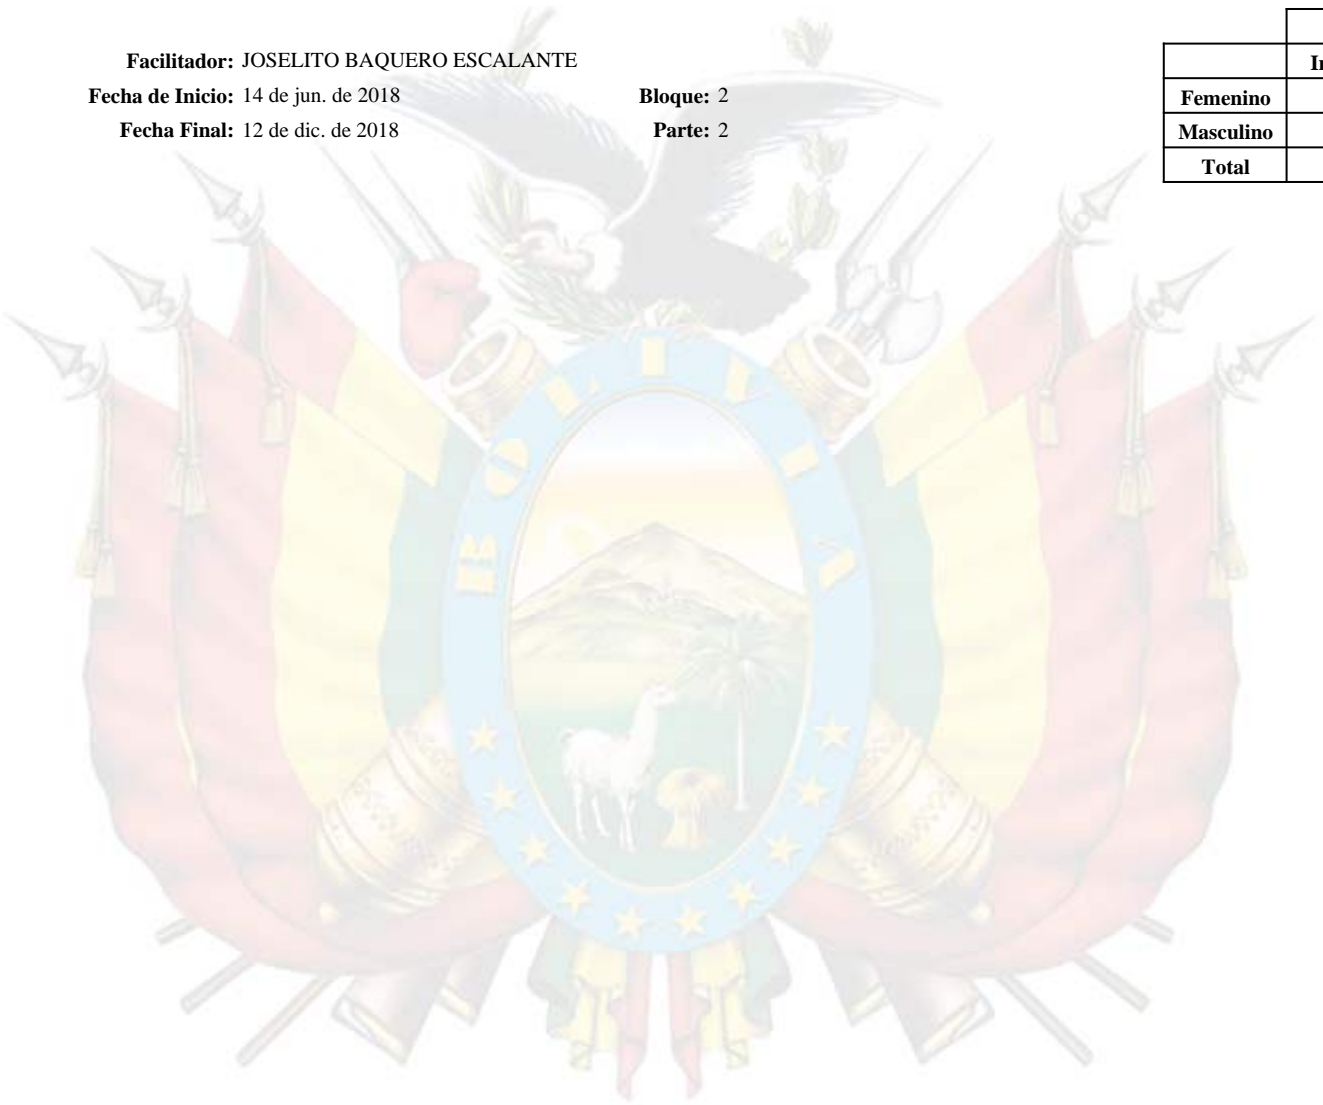 Facilitador: JOSELITO BAQUERO ESCALANTE
Fecha de Inicio: 14 de jun. de 2018 Bloque: 2
Fecha Final: 12 de dic. de 2018 Parte: 2
Femenino
Masculino
Total
BOLIVIA